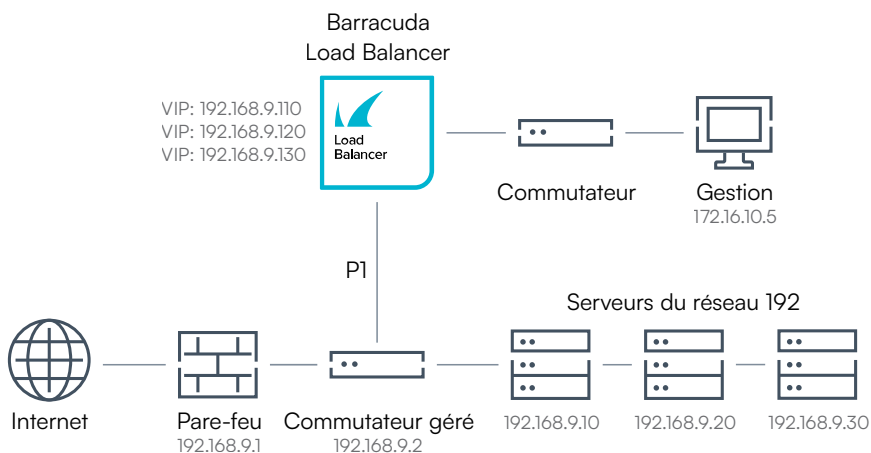 Barracuda
Load Balancer
VIP: 192.168.9.110
VIP: 192.168.9.120
VIP: 192.168.9.130
Load
Balancer
Commutateur
Gestion
172.16.10.5
P1
Serveurs du réseau 192
Internet
Pare-feu
192.168.9.1
Commutateur géré
192.168.9.2
192.168.9.10
192.168.9.20
192.168.9.30